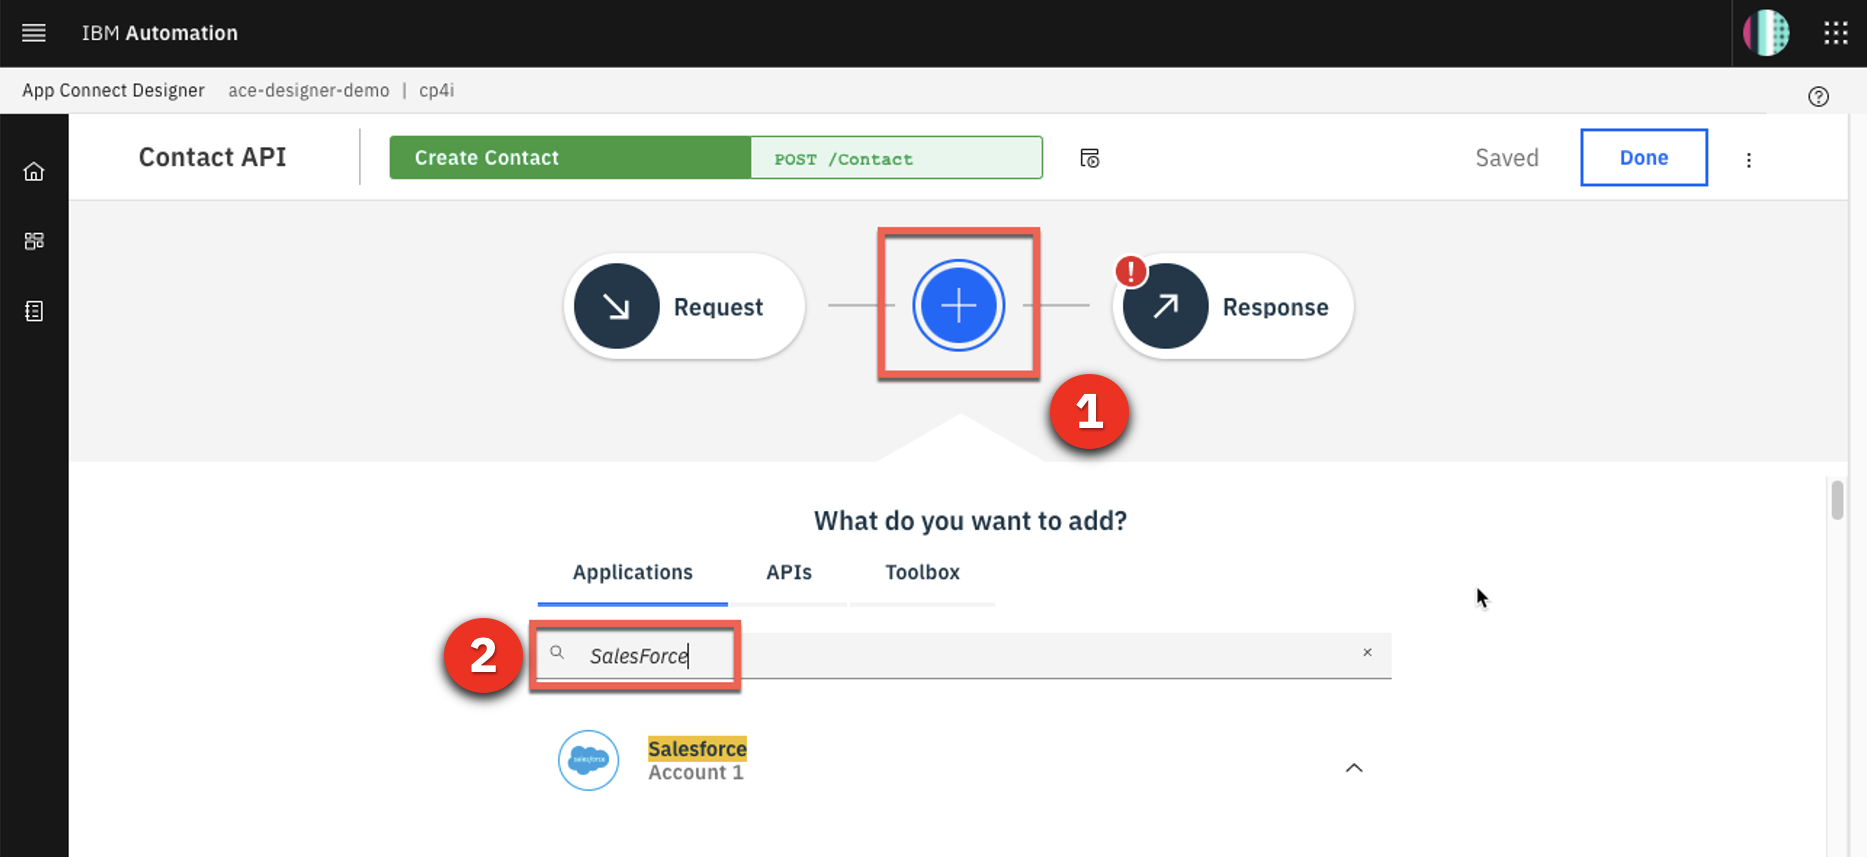 IBM Automation
App Connect Designer ace-designer-demo | cp4i
Contact API
Create Contact
POST /Contact
Saved
Done
Request
!
Response
1
What do you want to add?
Applications
APIs
Toolbox
2
SalesForce
salesforce
Salesforce
Account 1